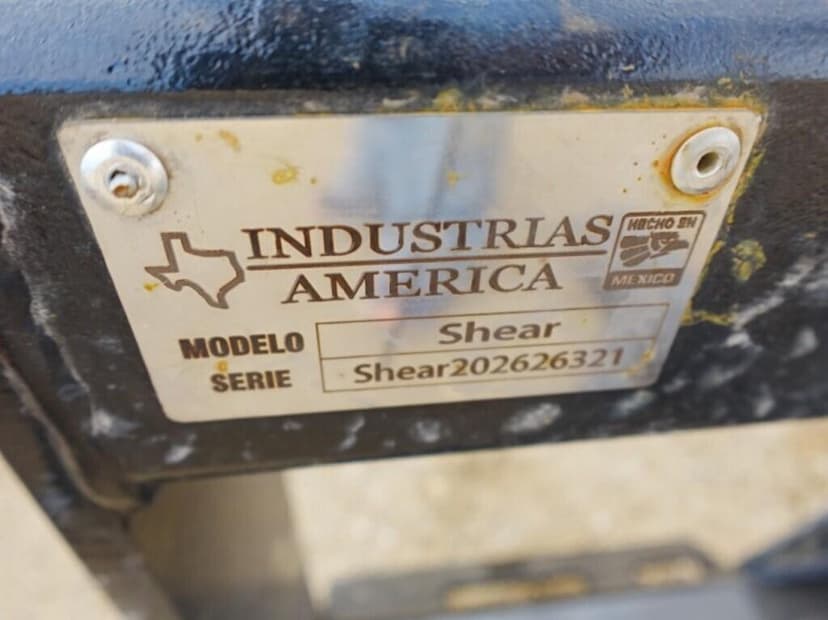 INDUSTRIAS
AMERICA
HECHO EN
MEXICO
MODELO Shear
SERIE Shear202626321